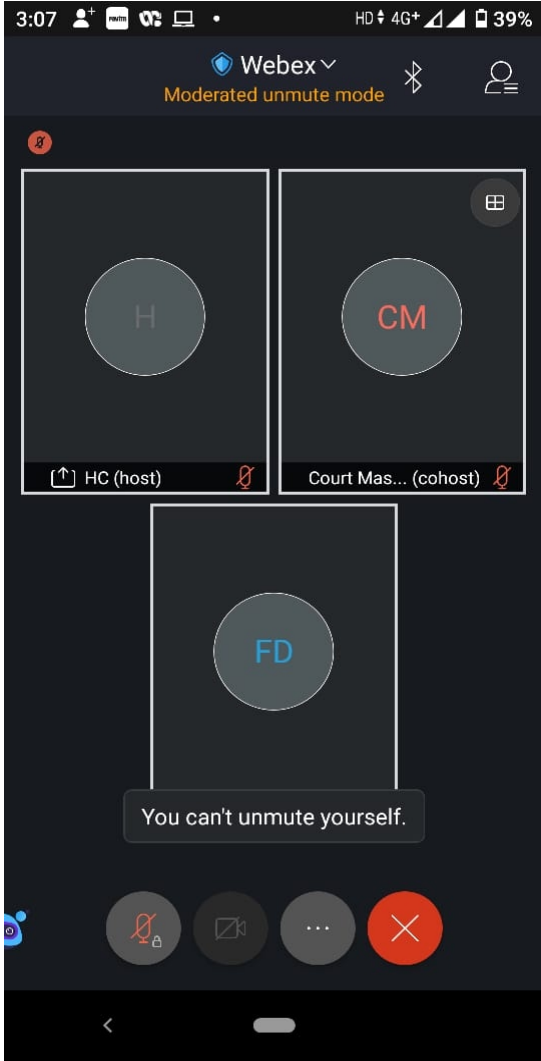 3:07
paytm
HD 4G+ 39%
Webex
Moderated unmute mode
H
CM
HC (host)
Court Mas... (cohost)
FD
You can't unmute yourself.